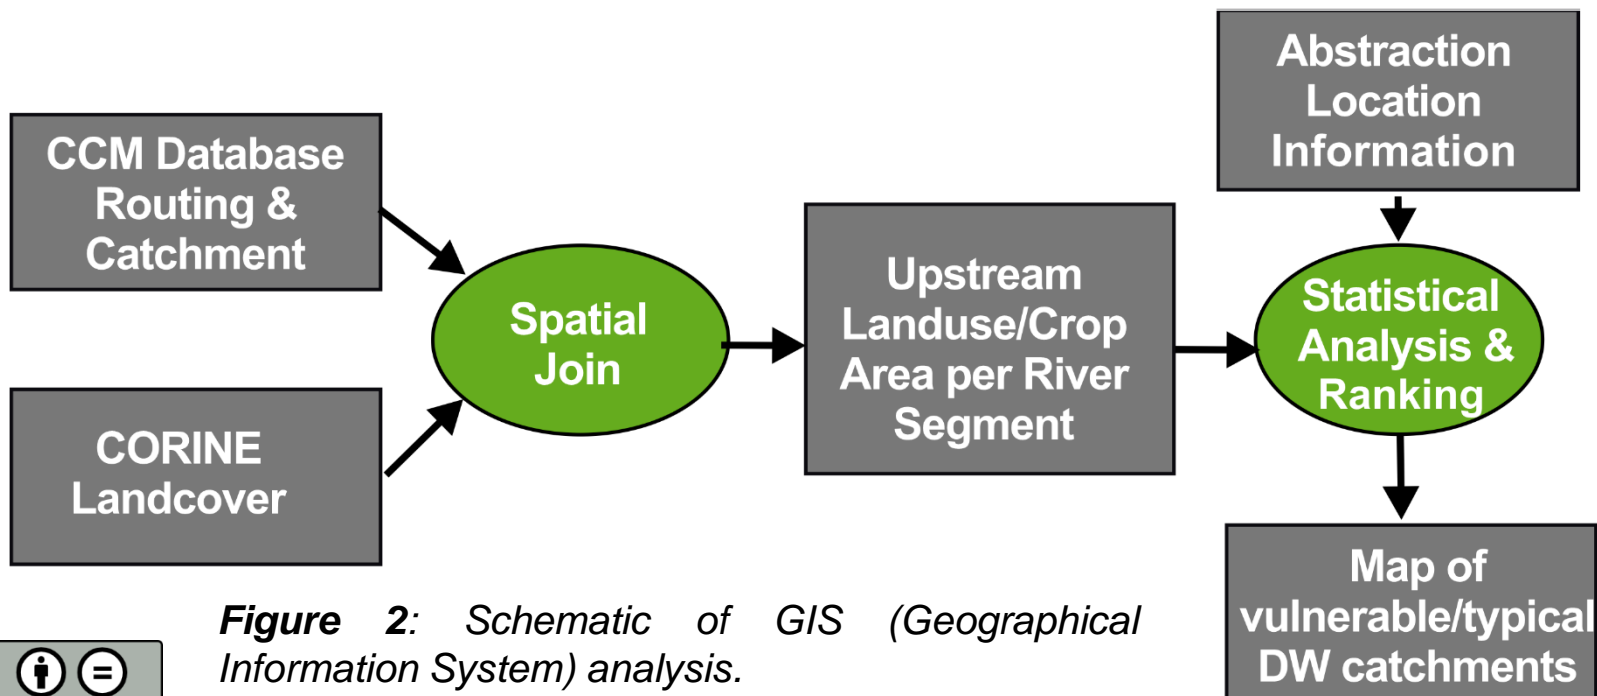 CCM Database
Routing &
Catchment
CORINE
Landcover
Spatial
Join
Upstream
Landuse/Crop
Area per River
Segment
Abstraction
Location
Information
Statistical
Analysis &
Ranking
Map of
vulnerable/typical
DW catchments
Figure 2: Schematic of GIS (Geographical
Information System) analysis.